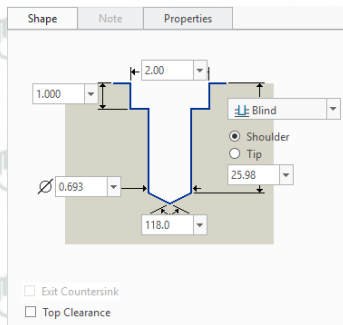 Shape Note Properties
2.00
1.000
Blind
Shoulder
Tip
25.98
Ø 0.693
118.0
Exit Countersink
Top Clearance